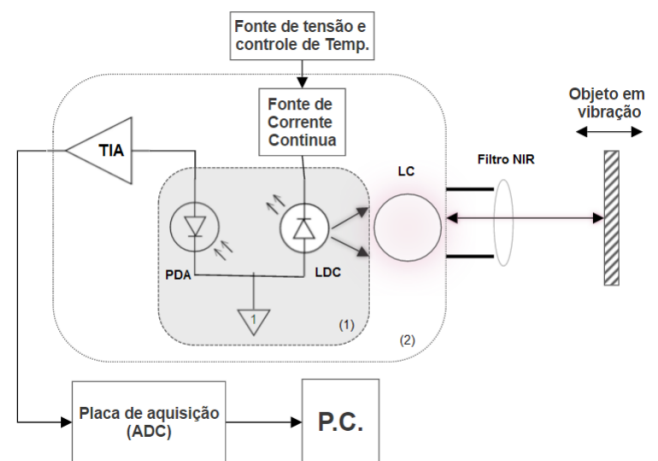 Fonte de tensão e
controle de Temp.
Fonte de
Corrente
Continua
Objeto em
vibração
TIA
LC
Filtro NIR
PDA
LDC
1
(1)
(2)
Placa de aquisição
(ADC)
P.C.